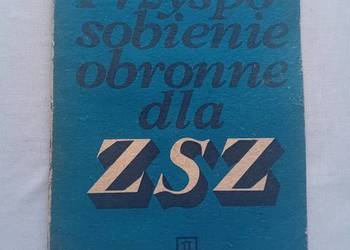 Przyspo
sobienie
obronne
dla
ZSZ